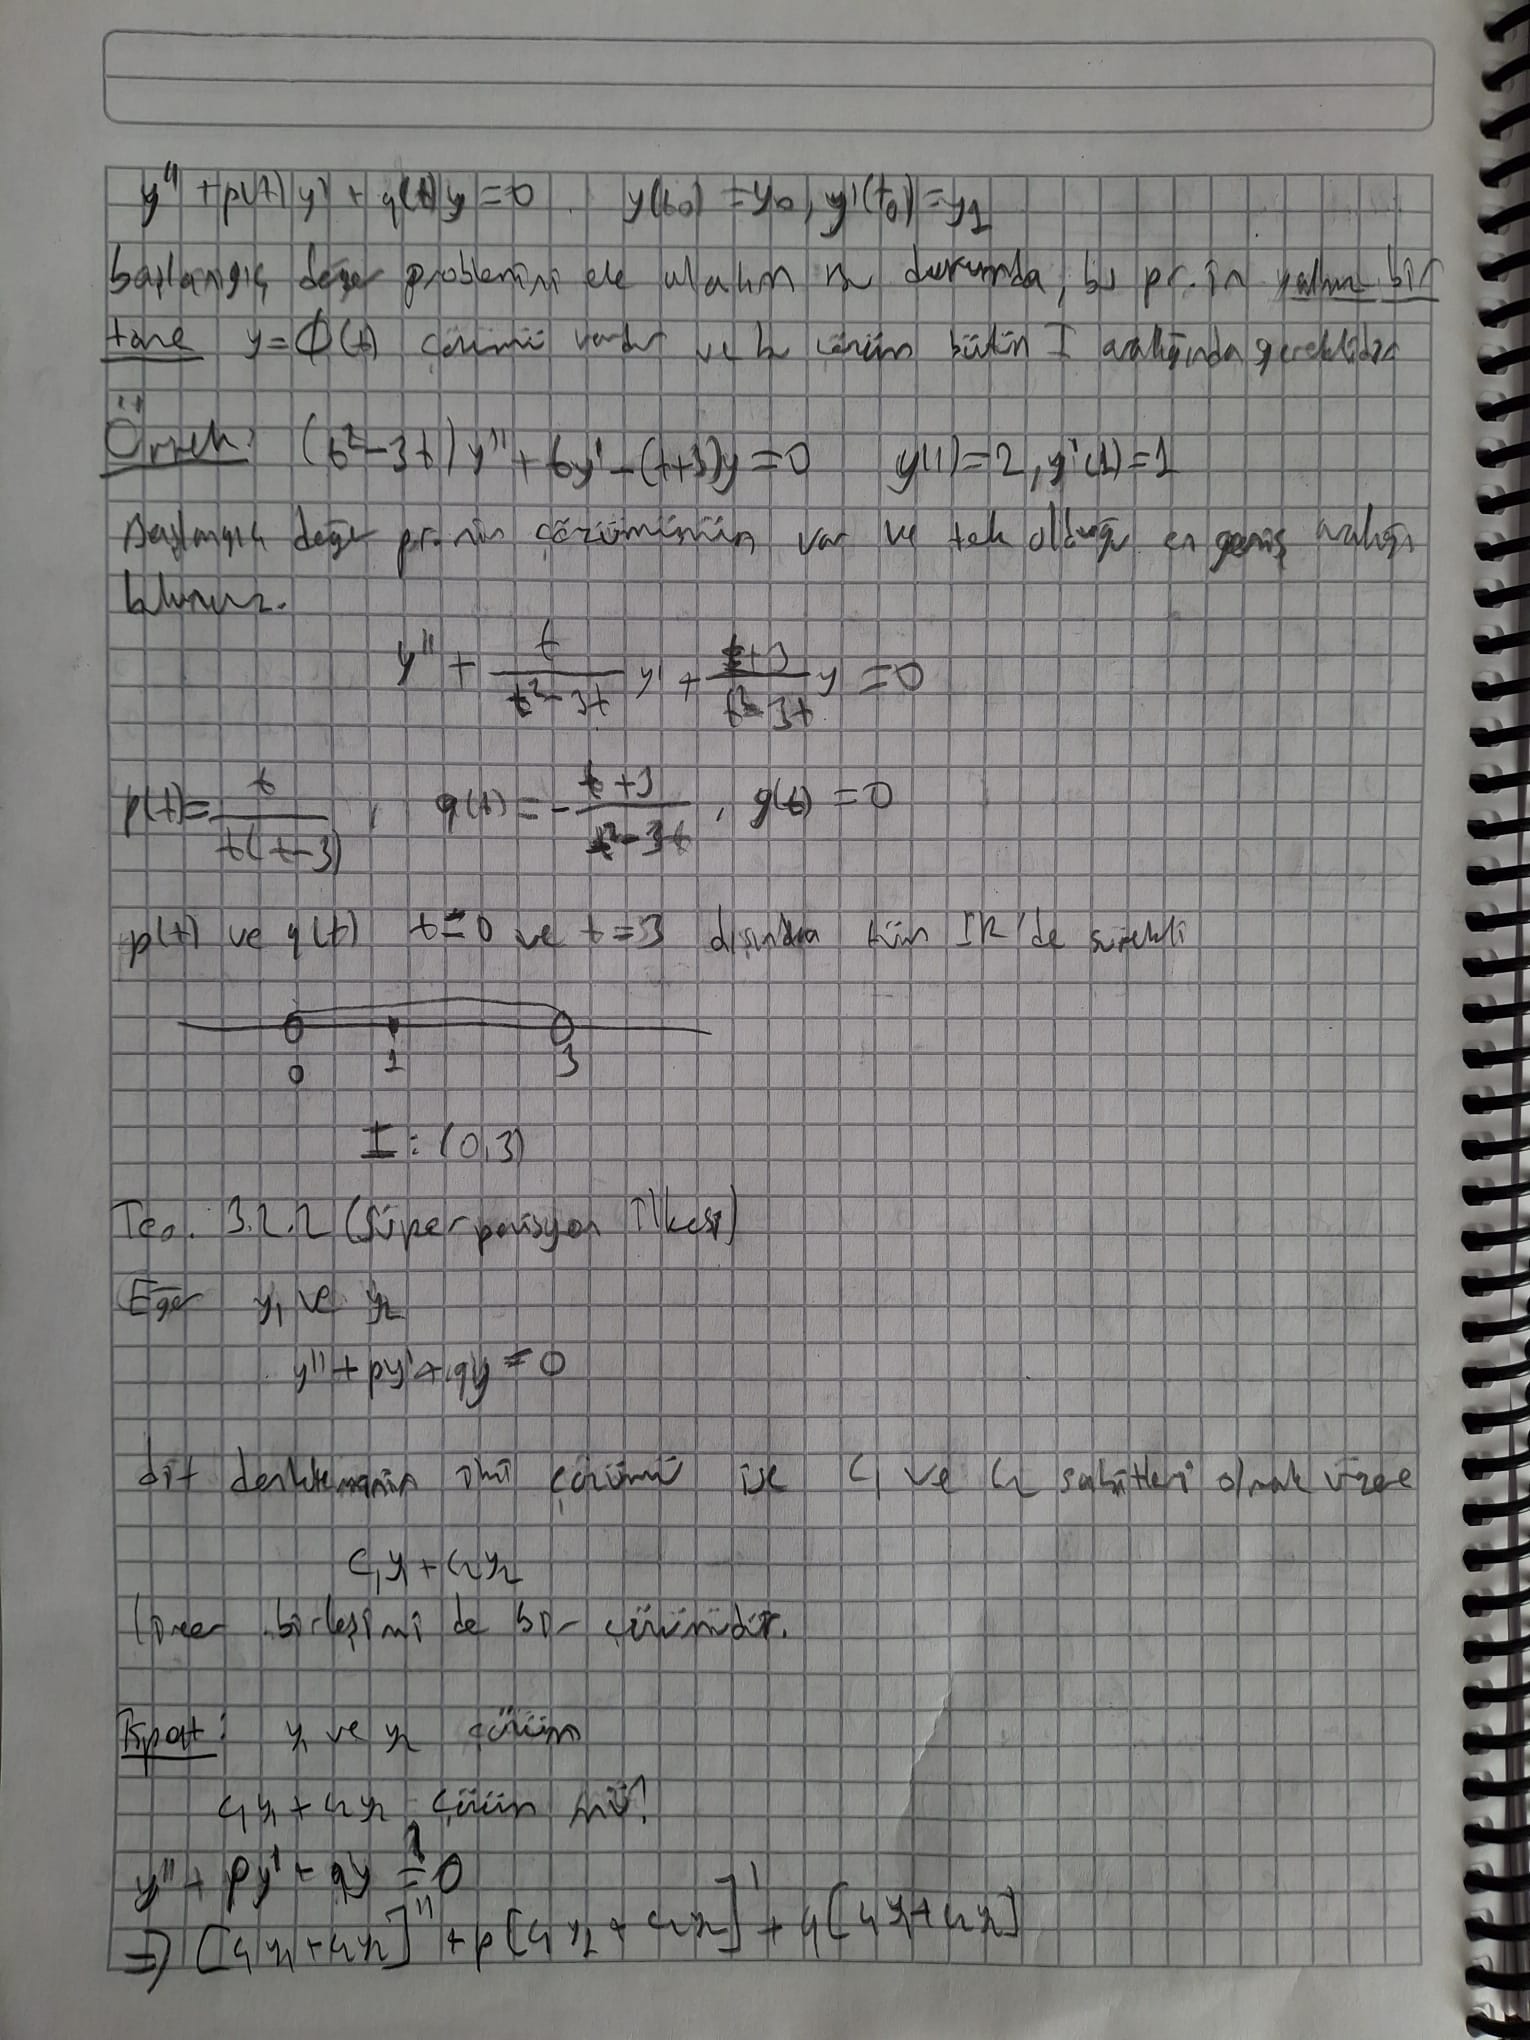 y'' + p(t) y' + q(t) y = 0 . y(t0) = y0, y'(t0) = y1
başlangıç değer problemini ele alalım bu durumda, bu pr. in yalnız bir
tane y = ϕ(t) çözümü vardır ve bu çözüm bütün I aralığında gereklidir
Örnek: (t² - 3t) y'' + ty' - (t+3)y = 0 y(1) = 2, y'(1) = 1
Başlangıç değer pr. nin çözümünün var ve tek olduğu en geniş aralığı
bulunuz.
y'' + t/(t² - 3t) y' + (t+3)/(t² - 3t) y = 0
p(t) = t/(t(t-3)) , q(t) = - (t+3)/(t² - 3t) , g(t) = 0
p(t) ve q(t) t=0 ve t=3 dışında tüm IR'de sürekli
0 1 3
I: (0,3)
Teo. 3.2.2 (Süperpozisyon İlkesi)
Eğer y1 ve y2
y'' + py' + qy = 0
dif denkleminin iki çözümü ise c1 ve c2 sabitleri olmak üzere
c1y1 + c2y2
lineer birleşimi de bir çözümüdür.
İspat: y1 ve y2 çözüm
c1y1 + c2y2 çözüm mü?
y'' + py' + qy ?= 0
=> [c1y1 + c2y2]'' + p[c1y2 + c2y2]' + q[c1y1 + c2y2]